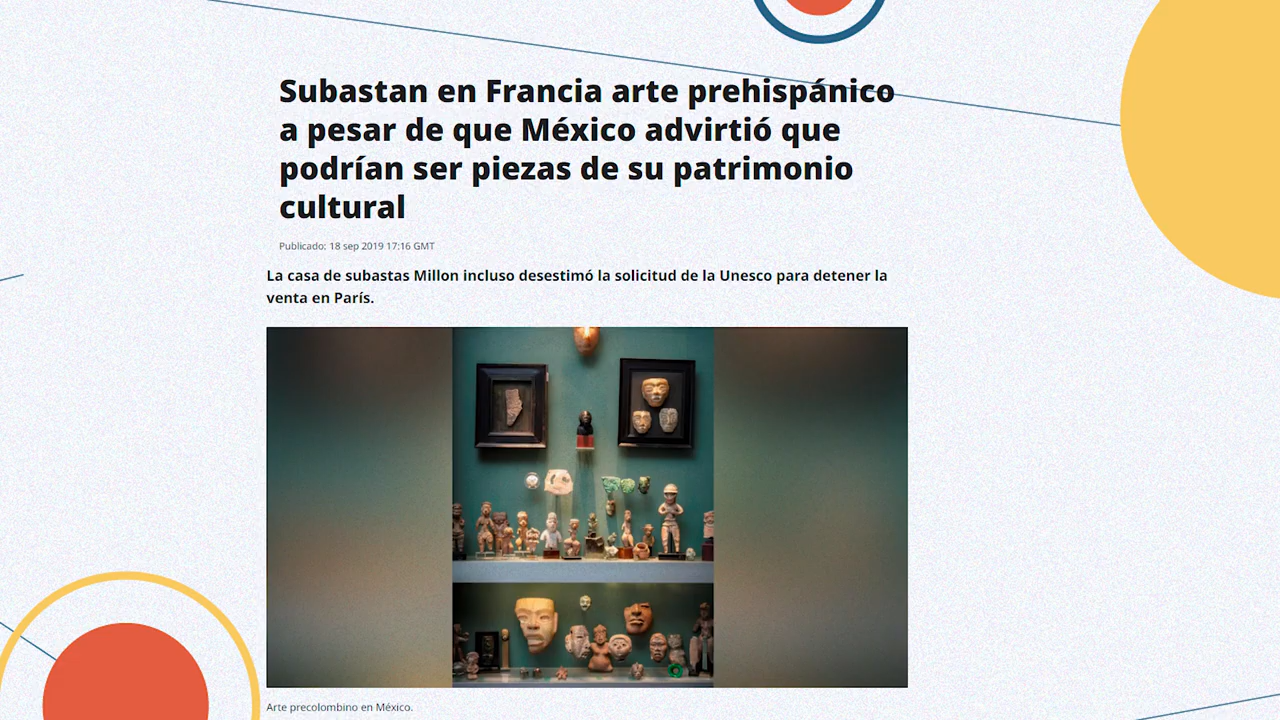 Subastan en Francia arte prehispánico
a pesar de que México advirtió que
podrían ser piezas de su patrimonio
cultural
Publicado: 18 sep 2019 17:16 GMT
La casa de subastas Millon incluso desestimó la solicitud de la Unesco para detener la
venta en París.
Arte precolombino en México.